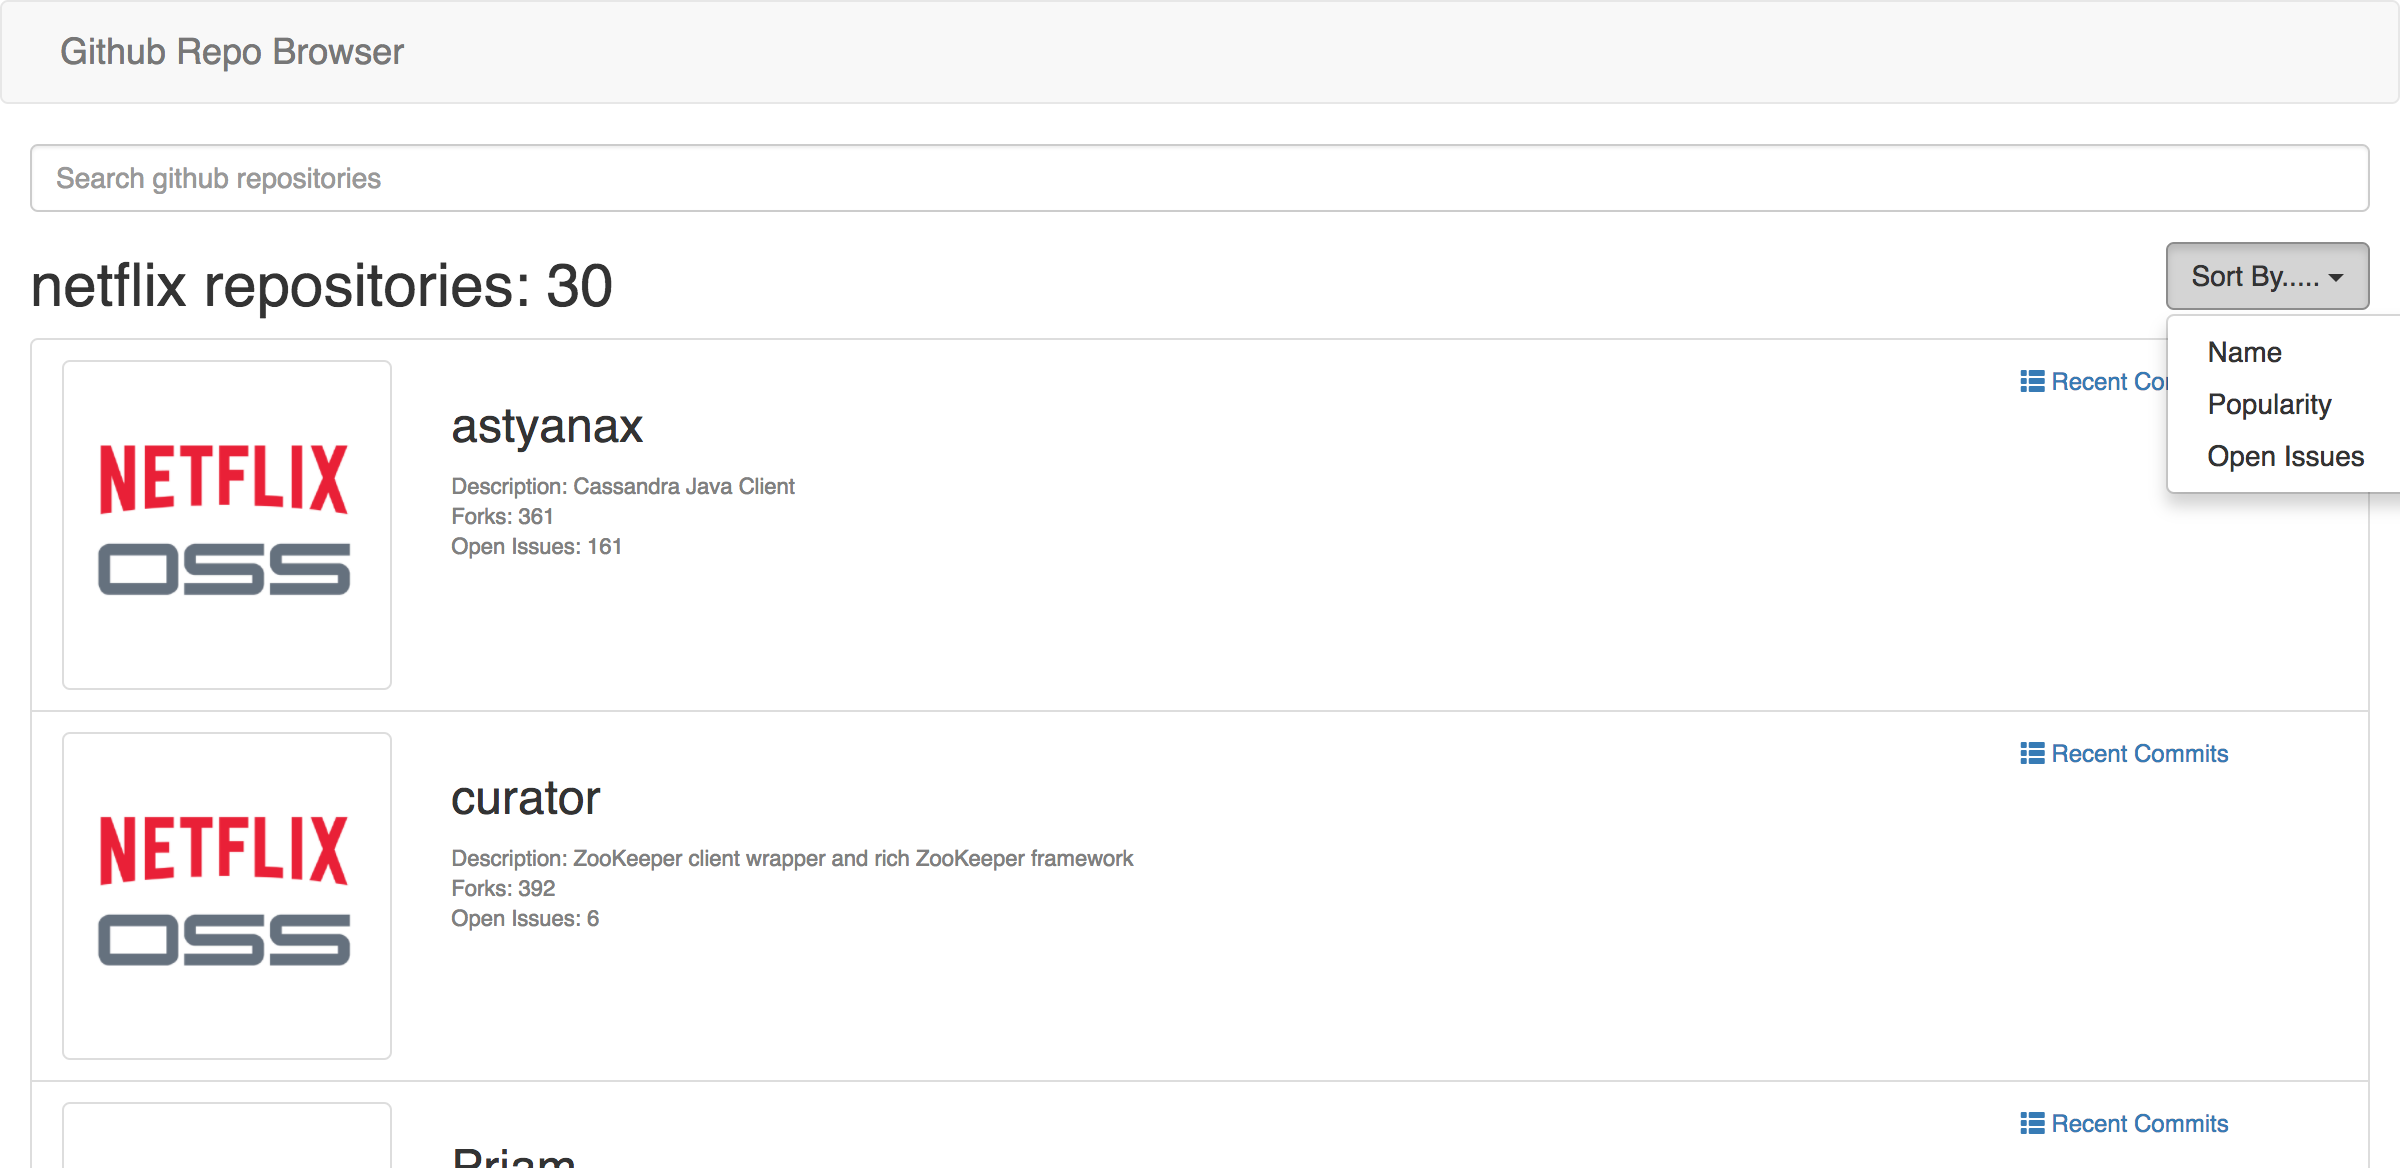 Github Repo Browser
Search github repositories
netflix repositories: 30
Sort By.....
Name
Popularity
Open Issues
NETFLIX
OSS
astyanax
Description: Cassandra Java Client
Forks: 361
Open Issues: 161
Recent Co
NETFLIX
OSS
curator
Description: ZooKeeper client wrapper and rich ZooKeeper framework
Forks: 392
Open Issues: 6
Recent Commits
Priam
Recent Commits